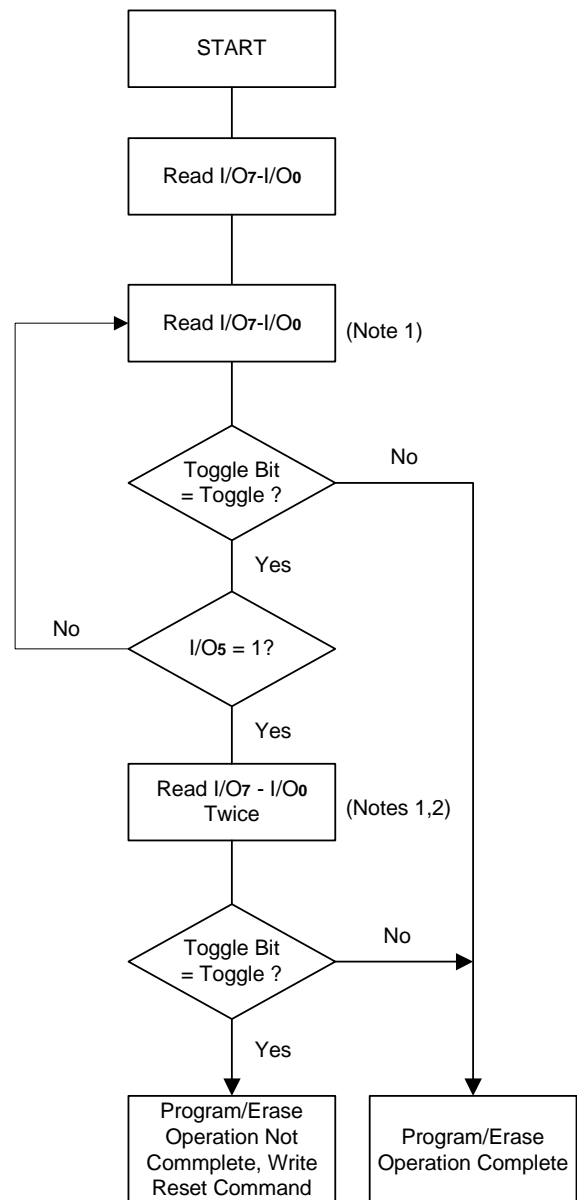 START
Read I/O7-I/O0
Read I/O7-I/O0
(Note 1)
Toggle Bit
= Toggle ?
No
Yes
No
I/O5 = 1?
Yes
Read I/O7 - I/O0
Twice
(Notes 1,2)
Toggle Bit
= Toggle ?
No
Yes
Program/Erase
Operation Not
Commplete, Write
Reset Command
Program/Erase
Operation Complete